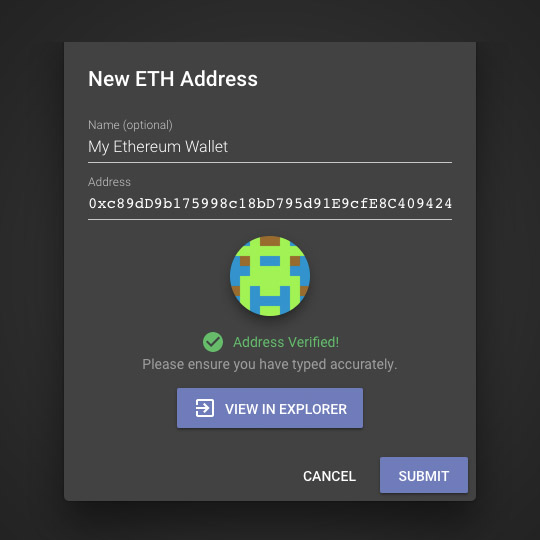 New ETH Address
Name (optional)
My Ethereum Wallet
Address
0xc89dD9b175998c18bD795d91E9cfE8C409424
Address Verified!
Please ensure you have typed accurately.
VIEW IN EXPLORER
CANCEL
SUBMIT